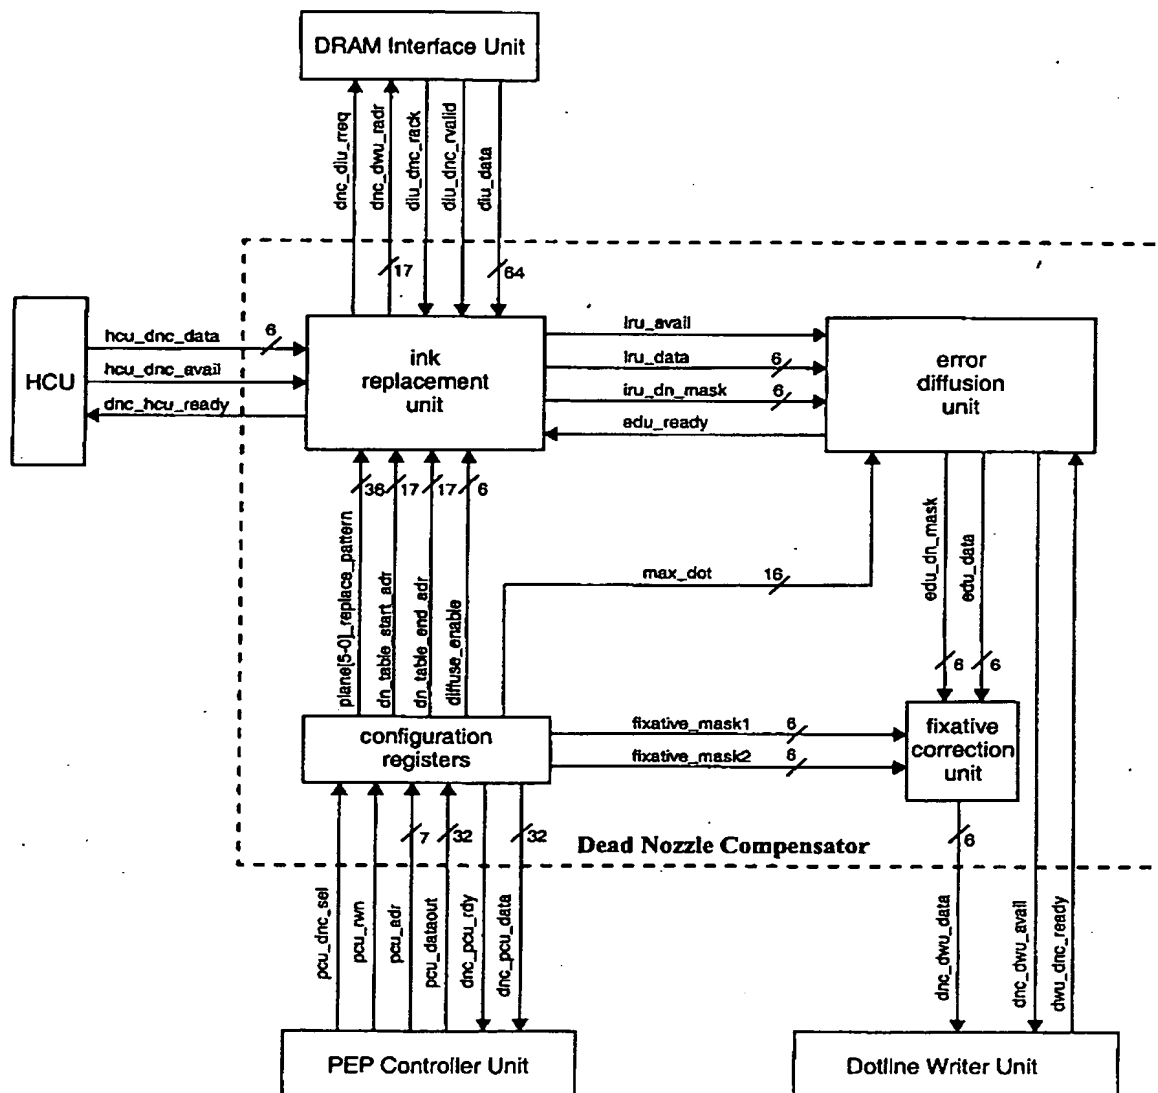 DRAM Interface Unit
dnc_diu_rreq
dnc_dwu_radr
diu_dnc_rack
diu_dnc_rvalid
diu_data
17
64
HCU
hcu_dnc_data
6
hcu_dnc_avail
dnc_hcu_ready
ink
replacement
unit
iru_avail
iru_data
6
iru_dn_mask
6
edu_ready
error
diffusion
unit
36
17
17
6
plane[5-0]_replace_pattern
dn_table_start_adr
dn_table_end_adr
diffuse_enable
max_dot
16
edu_dn_mask
edu_data
6
6
configuration
registers
fixative_mask1
6
fixative_mask2
6
fixative
correction
unit
7
32
32
6
Dead Nozzle Compensator
pcu_dnc_sel
pcu_rwn
pcu_adr
pcu_dataout
dnc_pcu_rdy
dnc_pcu_data
dnc_dwu_data
dnc_dwu_avail
dwu_dnc_ready
PEP Controller Unit
Dotline Writer Unit